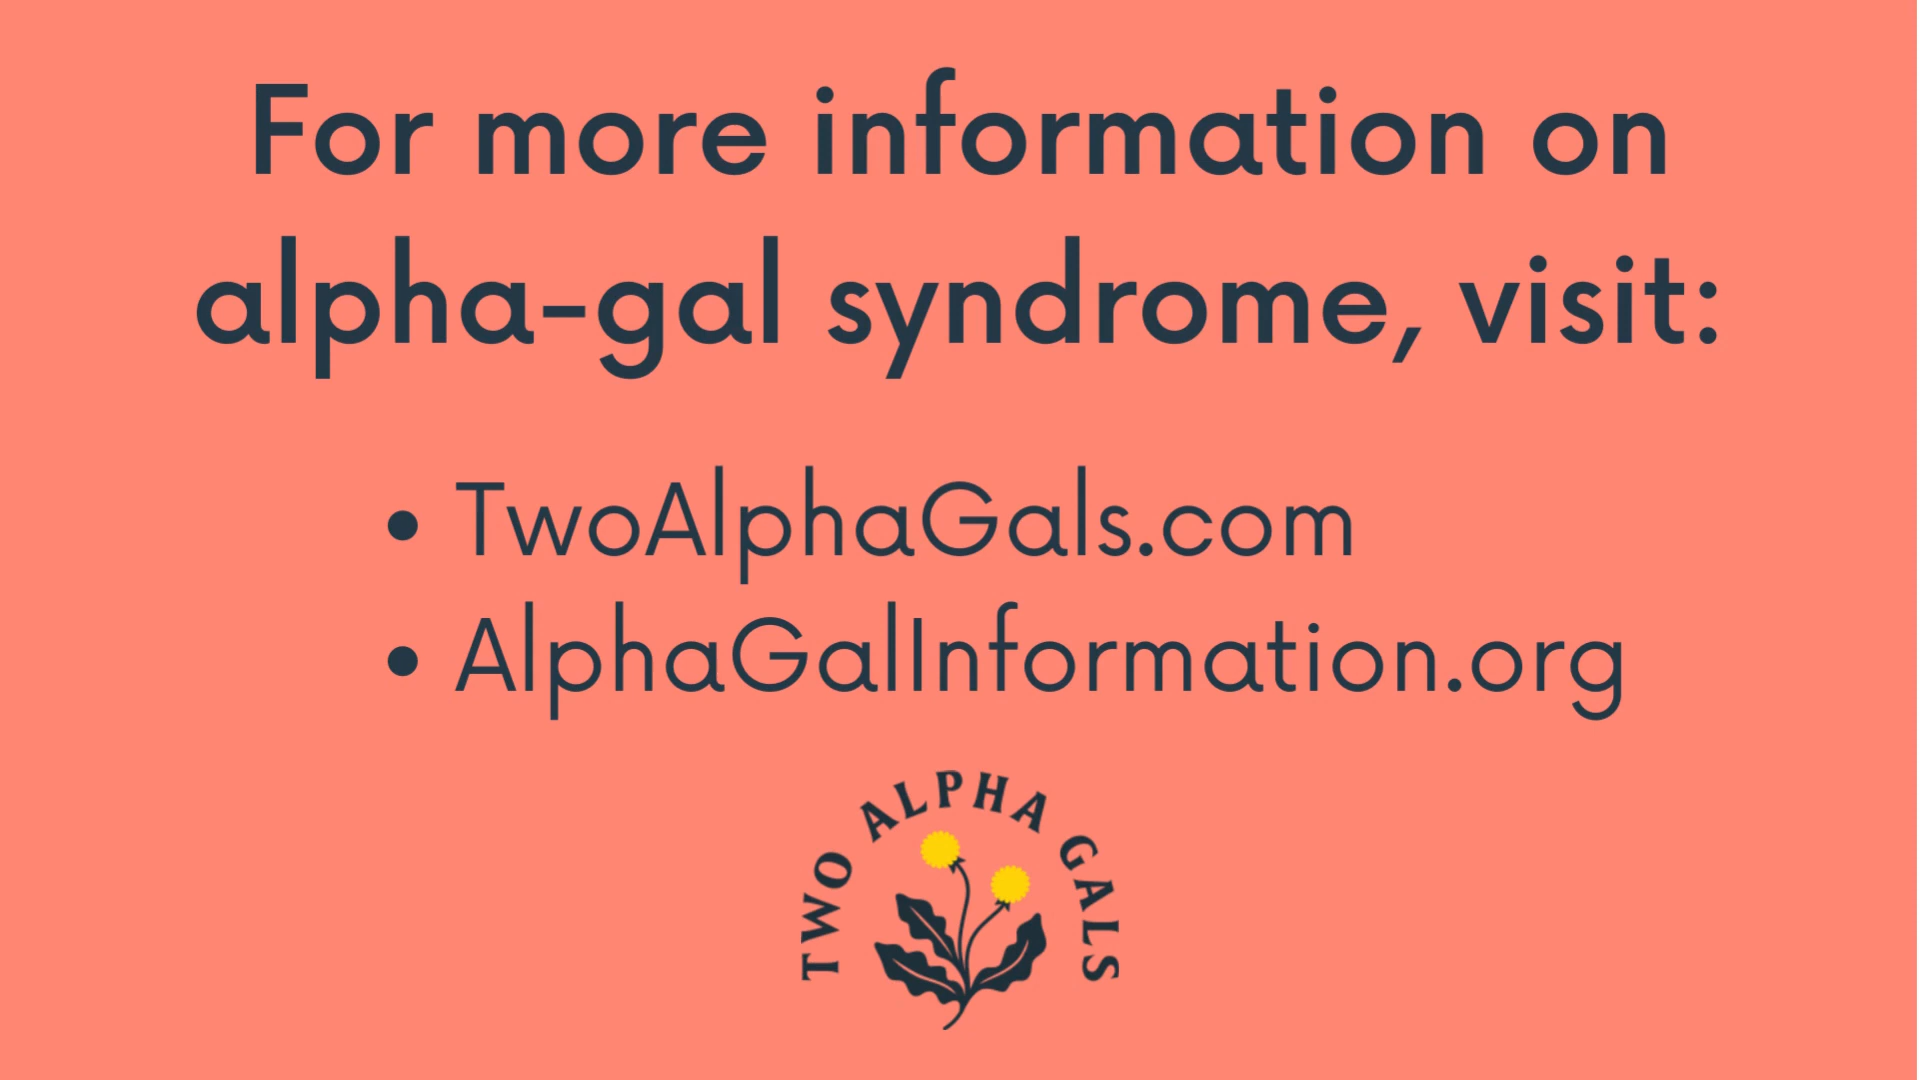 For more information on
alpha-gal syndrome, visit:
• TwoAlphaGals.com
• AlphaGalInformation.org
TWO ALPHA GALS